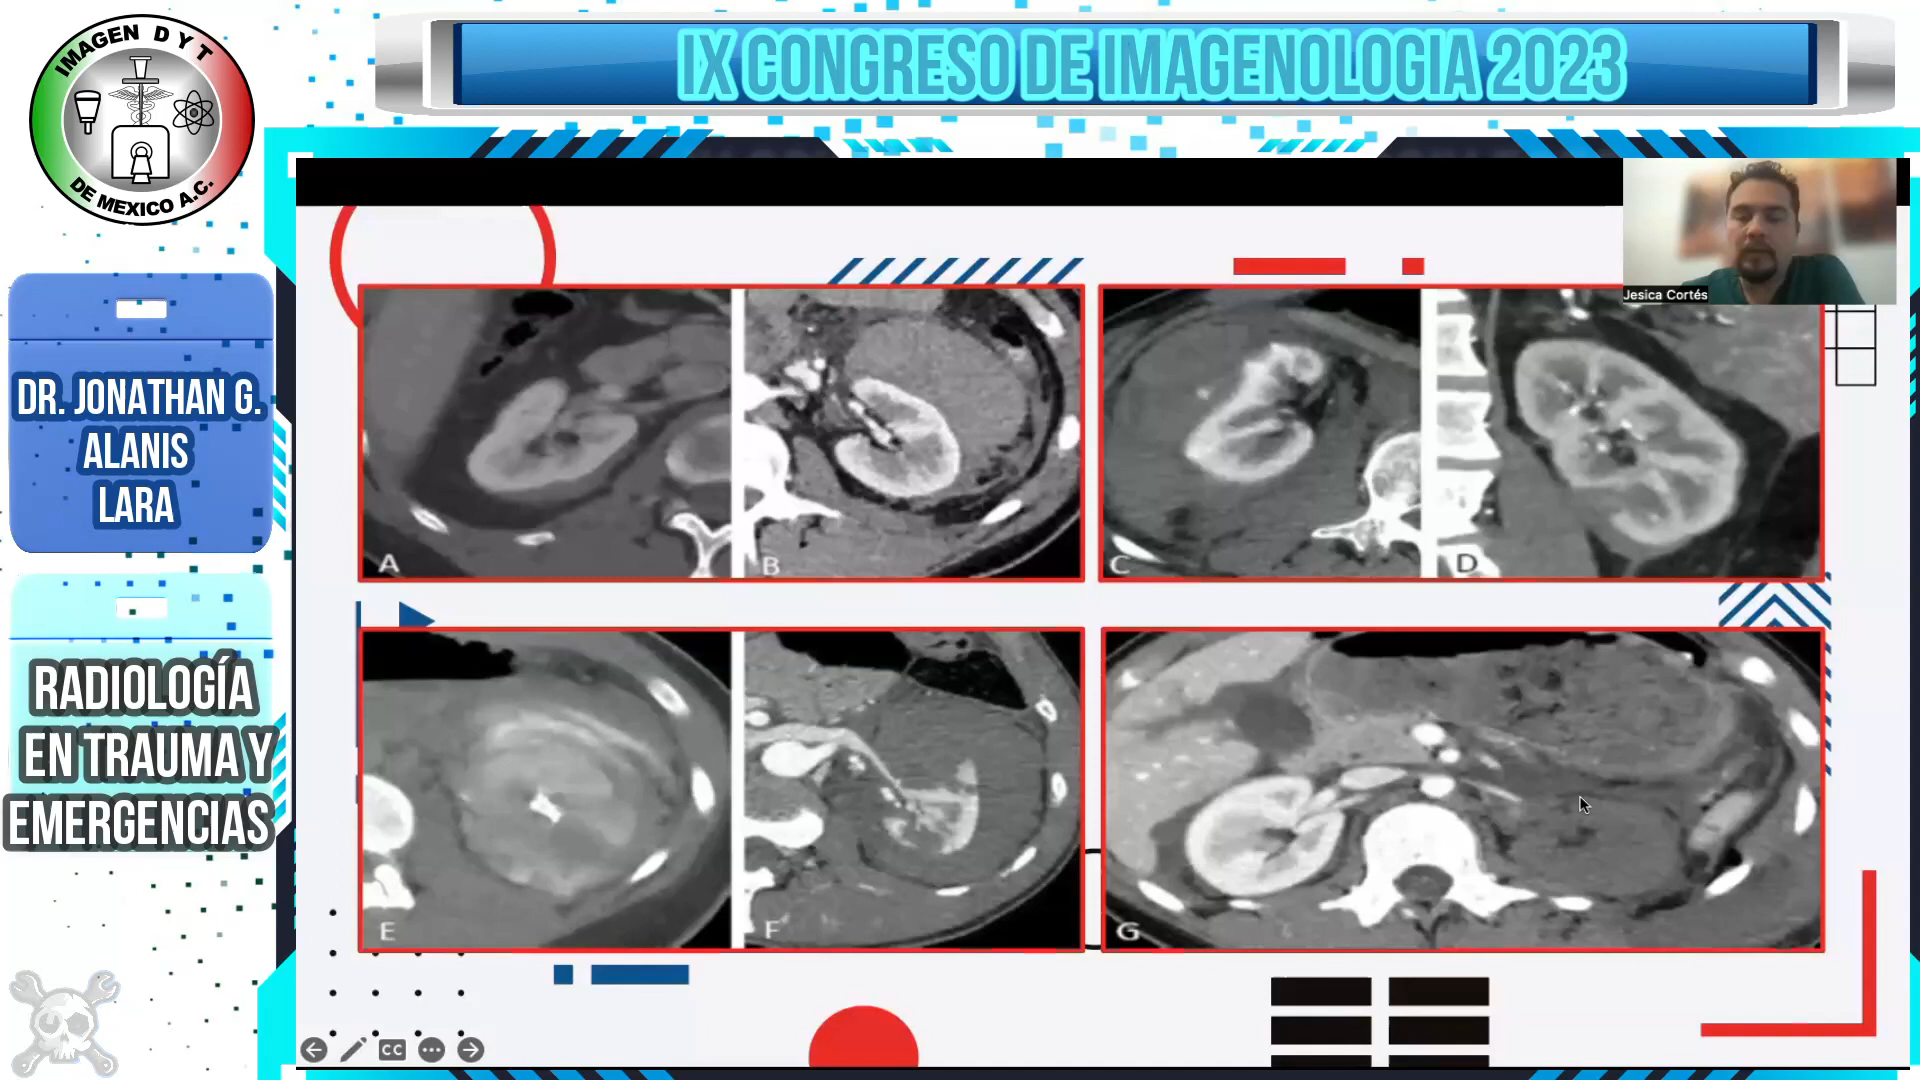 IMAGEN D Y T
DE MEXICO A.C.
IX CONGRESO DE IMAGENOLOGIA 2023
Jesica Cortés
DR. JONATHAN G.
ALANIS
LARA
RADIOLOGÍA
EN TRAUMA Y
EMERGENCIAS
A
B
C
D
E
F
G
CC